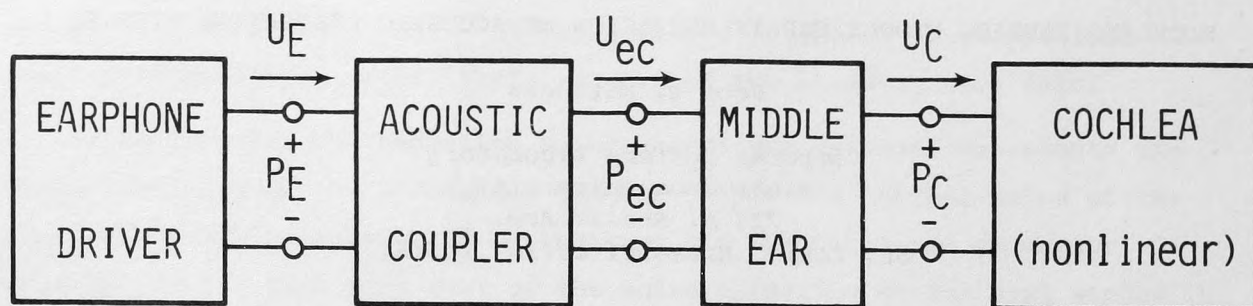 U_E
U_ec
U_C
EARPHONE
DRIVER
+
P_E
-
ACOUSTIC
COUPLER
+
P_ec
-
MIDDLE
EAR
+
P_C
-
COCHLEA
(nonlinear)